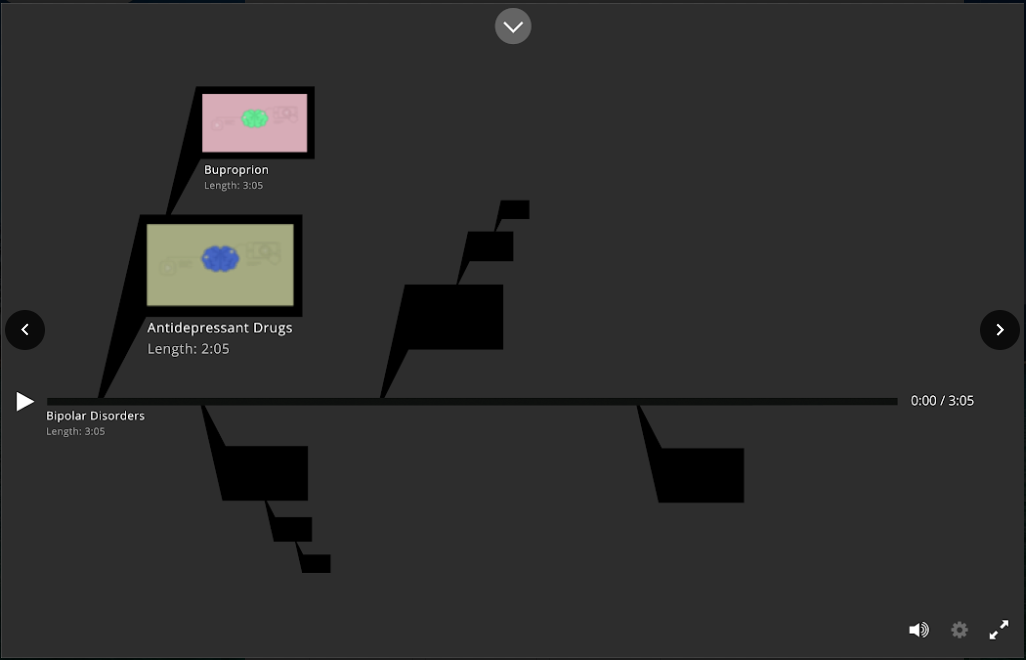 Buproprion
Length: 3:05
Antidepressant Drugs
Length: 2:05
0:00 / 3:05
Bipolar Disorders
Length: 3:05